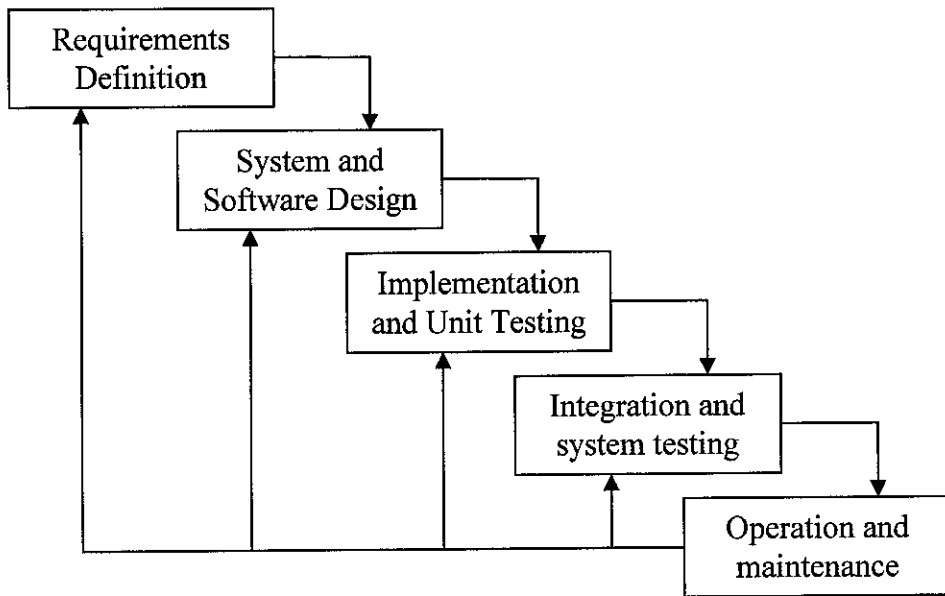 Requirements
Definition
System and
Software Design
Implementation
and Unit Testing
Integration and
system testing
Operation and
maintenance